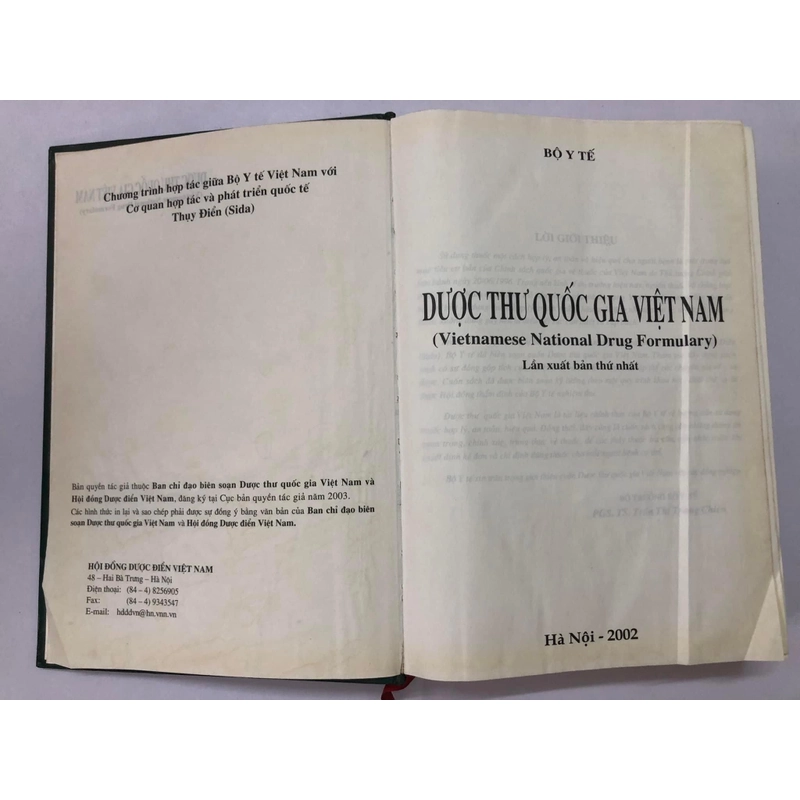 Chương trình hợp tác giữa Bộ Y tế Việt Nam với
Cơ quan hợp tác và phát triển quốc tế
Thụy Điển (Sida)
Bản quyền tác giả thuộc Ban chỉ đạo biên soạn Dược thư quốc gia Việt Nam và
Hội đồng Dược điển Việt Nam, đăng ký tại Cục bản quyền tác giả năm 2003.
Các hình thức in lại và sao chép phải được sự đồng ý bằng văn bản của Ban chỉ đạo biên
soạn Dược thư quốc gia Việt Nam và Hội đồng Dược điển Việt Nam.
HỘI ĐỒNG DƯỢC ĐIỂN VIỆT NAM
48 – Hai Bà Trưng – Hà Nội
Điện thoại: (84 – 4) 8256905
Fax: (84 – 4) 9343547
E-mail: hdddvn@hn.vnn.vn
BỘ Y TẾ
LỜI GIỚI THIỆU
DƯỢC THƯ QUỐC GIA VIỆT NAM
(Vietnamese National Drug Formulary)
Lần xuất bản thứ nhất
Hà Nội - 2002